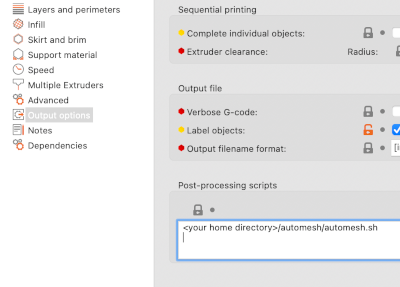 Layers and perimeters
Infill
Skirt and brim
Support material
Speed
Multiple Extruders
Advanced
Output options
Notes
Dependencies
Sequential printing
Complete individual objects:
Extruder clearance:
Radius:
Output file
Verbose G-code:
Label objects:
Output filename format:
Post-processing scripts
<your home directory>/automesh/automesh.sh